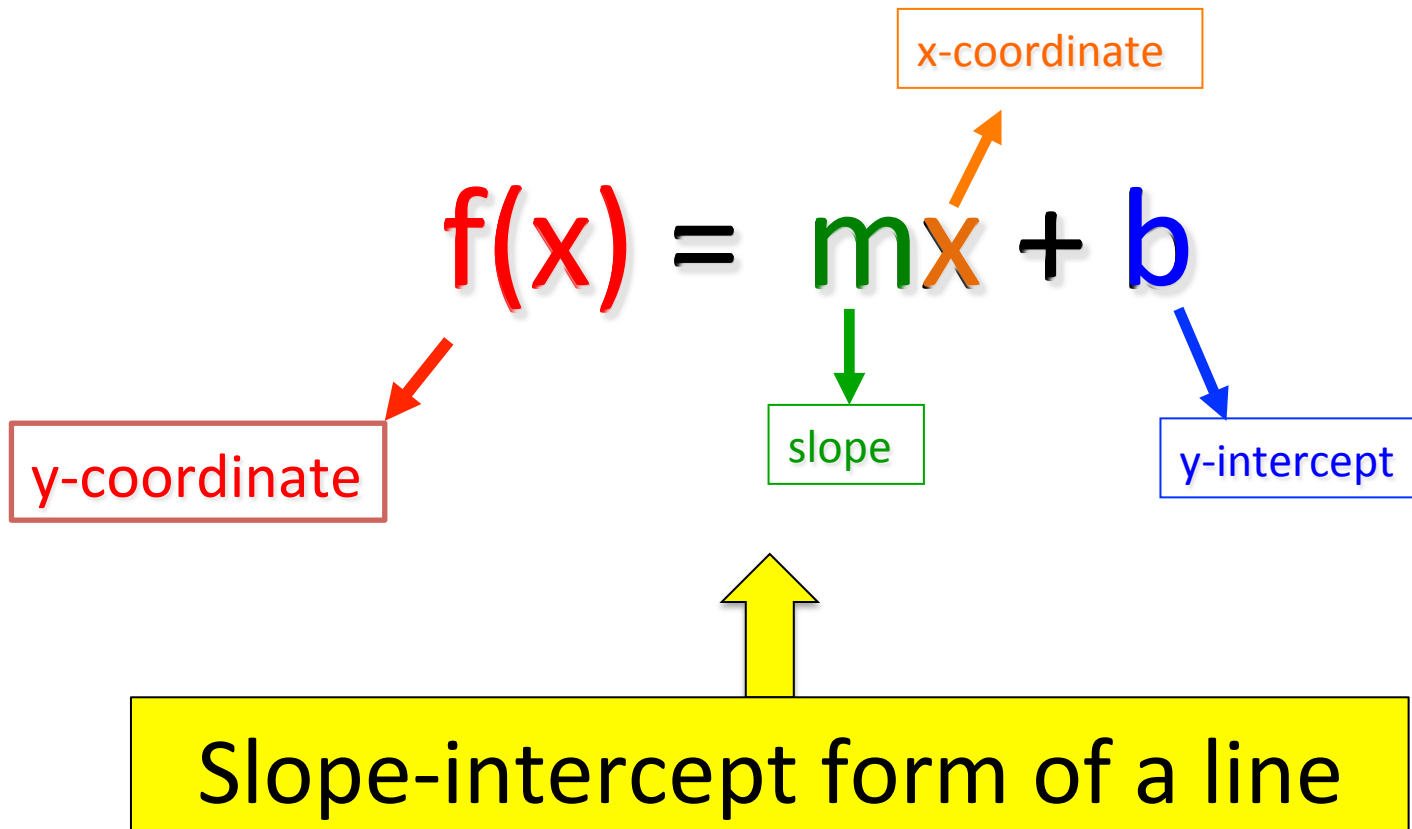 x-coordinate
f(x) = mx + b
y-coordinate
slope
y-intercept
Slope-intercept form of a line